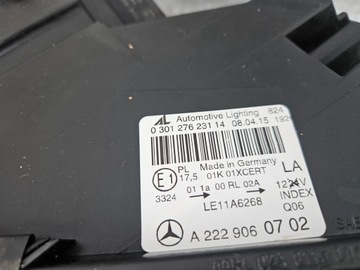 AL Automotive Lighting 824
0 301 276 231 14 08.04.15 192
Made in Germany
PL
17,5 01K 01XCERT LA
E1 01 1a 00 RL 02A 12V
3324 INDEX
LE11A6268 Q06
A 222 906 07 02